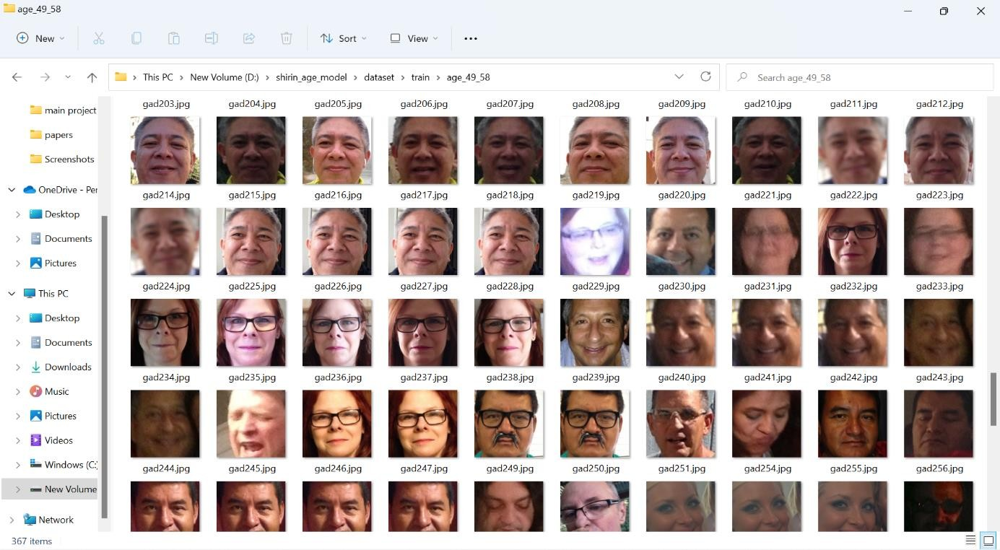 age_49_58
New
Sort
View
This PC > New Volume (D:) > shirin_age_model > dataset > train > age_49_58
Search age_49_58
main project
papers
Screenshots
OneDrive - Per
Desktop
Documents
Pictures
This PC
Desktop
Documents
Downloads
Music
Pictures
Videos
Windows (C:
New Volume
Network
gad203.jpg gad204.jpg gad205.jpg gad206.jpg gad207.jpg gad208.jpg gad209.jpg gad210.jpg gad211.jpg gad212.jpg
gad214.jpg gad215.jpg gad216.jpg gad217.jpg gad218.jpg gad219.jpg gad220.jpg gad221.jpg gad222.jpg gad223.jpg
gad224.jpg gad225.jpg gad226.jpg gad227.jpg gad228.jpg gad229.jpg gad230.jpg gad231.jpg gad232.jpg gad233.jpg
gad234.jpg gad235.jpg gad236.jpg gad237.jpg gad238.jpg gad239.jpg gad240.jpg gad241.jpg gad242.jpg gad243.jpg
gad244.jpg gad245.jpg gad246.jpg gad247.jpg gad249.jpg gad250.jpg gad251.jpg gad254.jpg gad255.jpg gad256.jpg
367 items